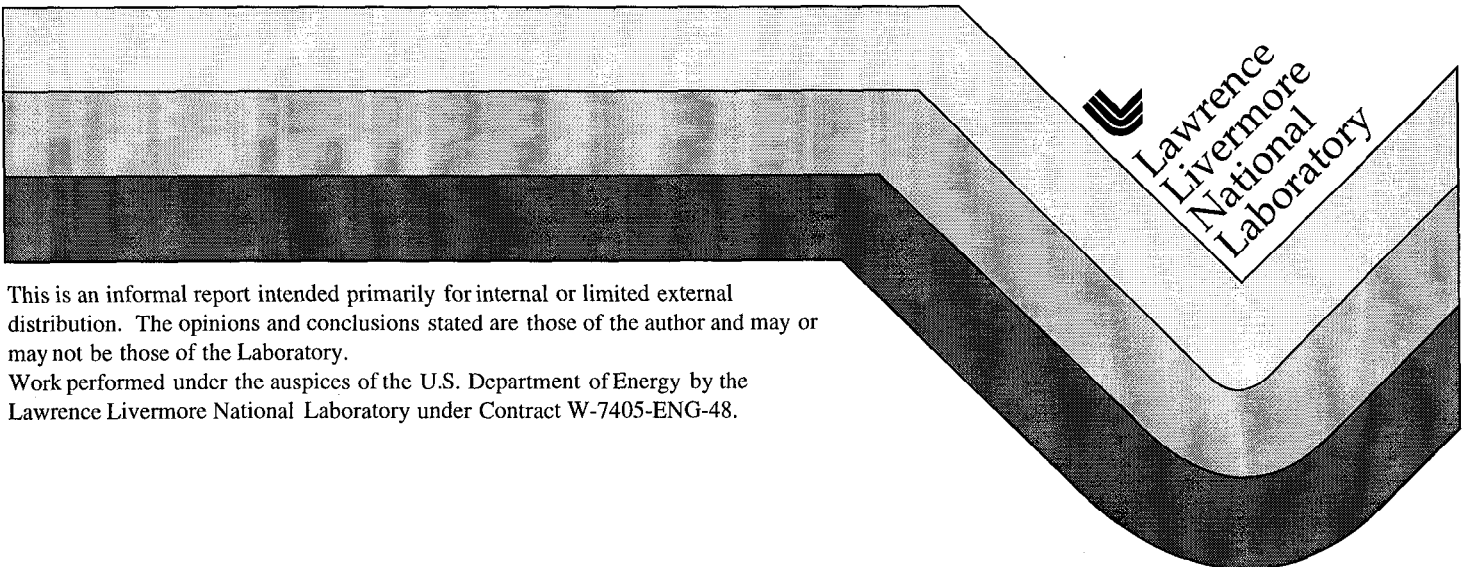 Lawrence
Livermore
National
Laboratory
This is an informal report intended primarily for internal or limited external
distribution. The opinions and conclusions stated are those of the author and may or
may not be those of the Laboratory.
Work performed under the auspices of the U.S. Department of Energy by the
Lawrence Livermore National Laboratory under Contract W-7405-ENG-48.